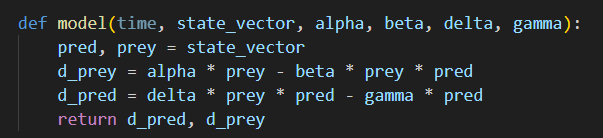 def model(time, state_vector, alpha, beta, delta, gamma):
    pred, prey = state_vector
    d_prey = alpha * prey - beta * prey * pred
    d_pred = delta * prey * pred - gamma * pred
    return d_pred, d_prey